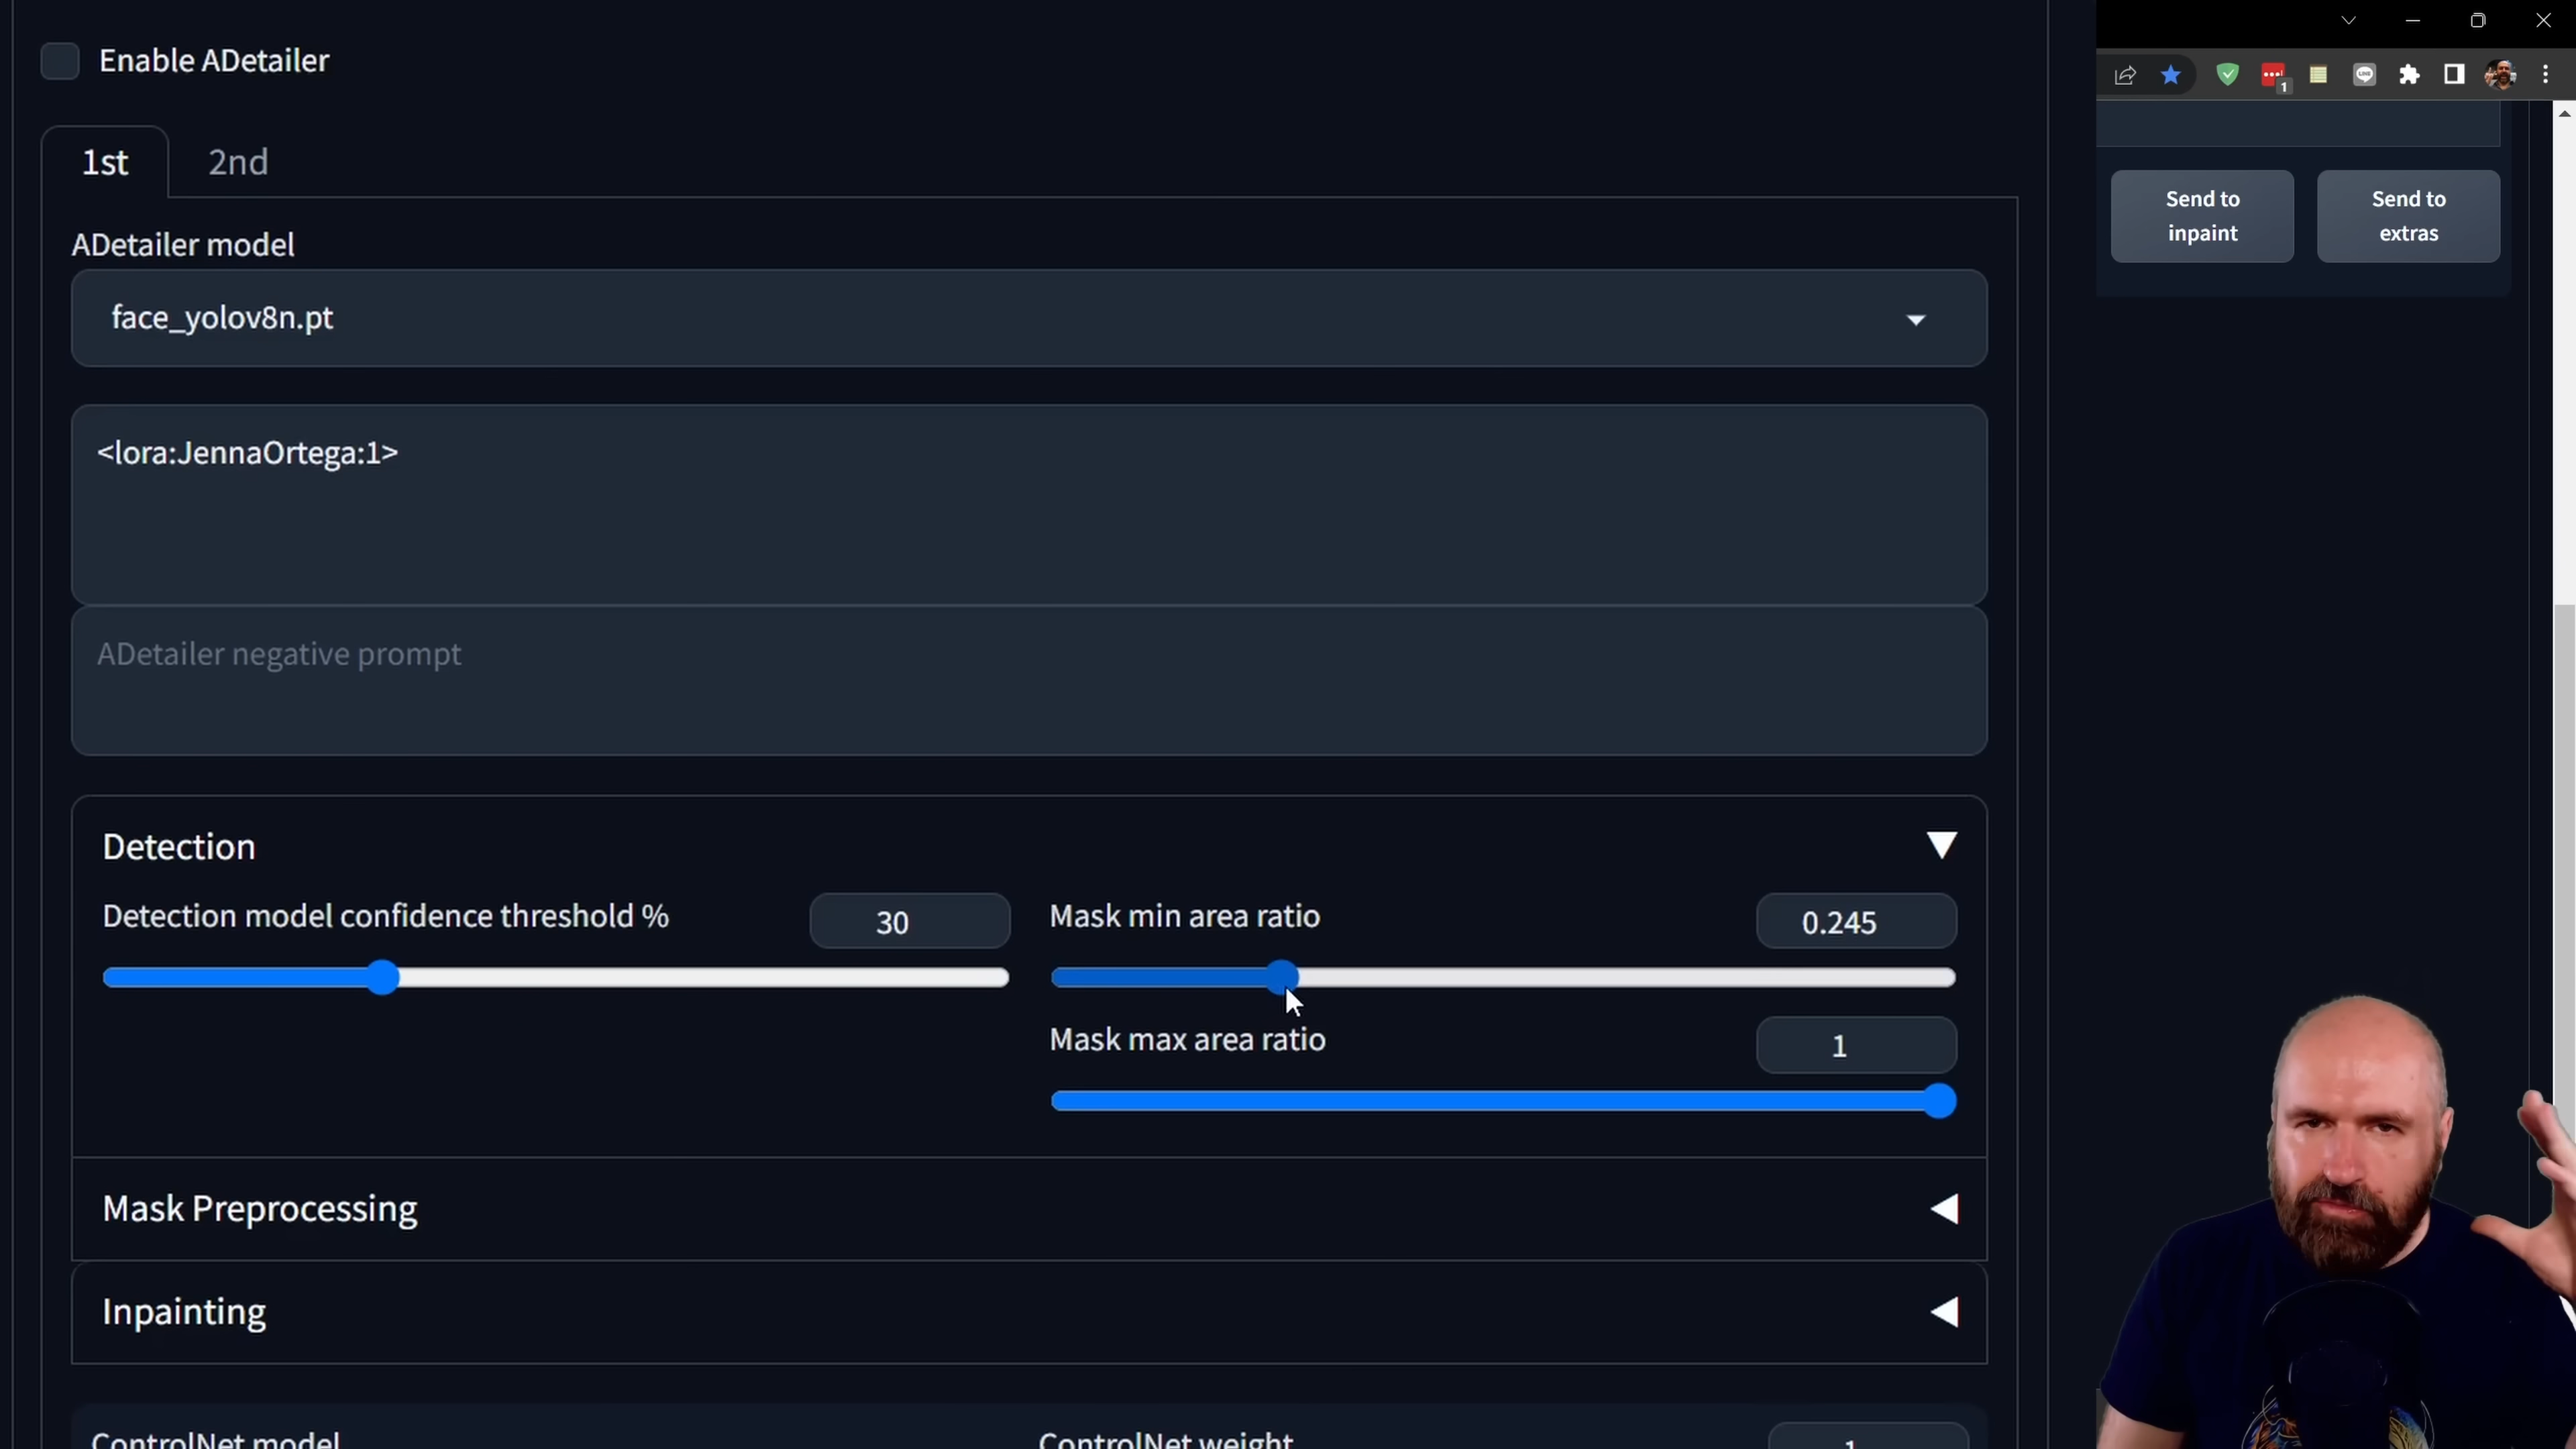 Enable ADetailer
1st
2nd
ADetailer model
face_yolov8n.pt
<lora:JennaOrtega:1>
ADetailer negative prompt
Detection
Detection model confidence threshold %
30
Mask min area ratio
0.245
Mask max area ratio
1
Mask Preprocessing
Inpainting
ControlNet model
ControlNet weight
1
1
Send to
inpaint
Send to
extras